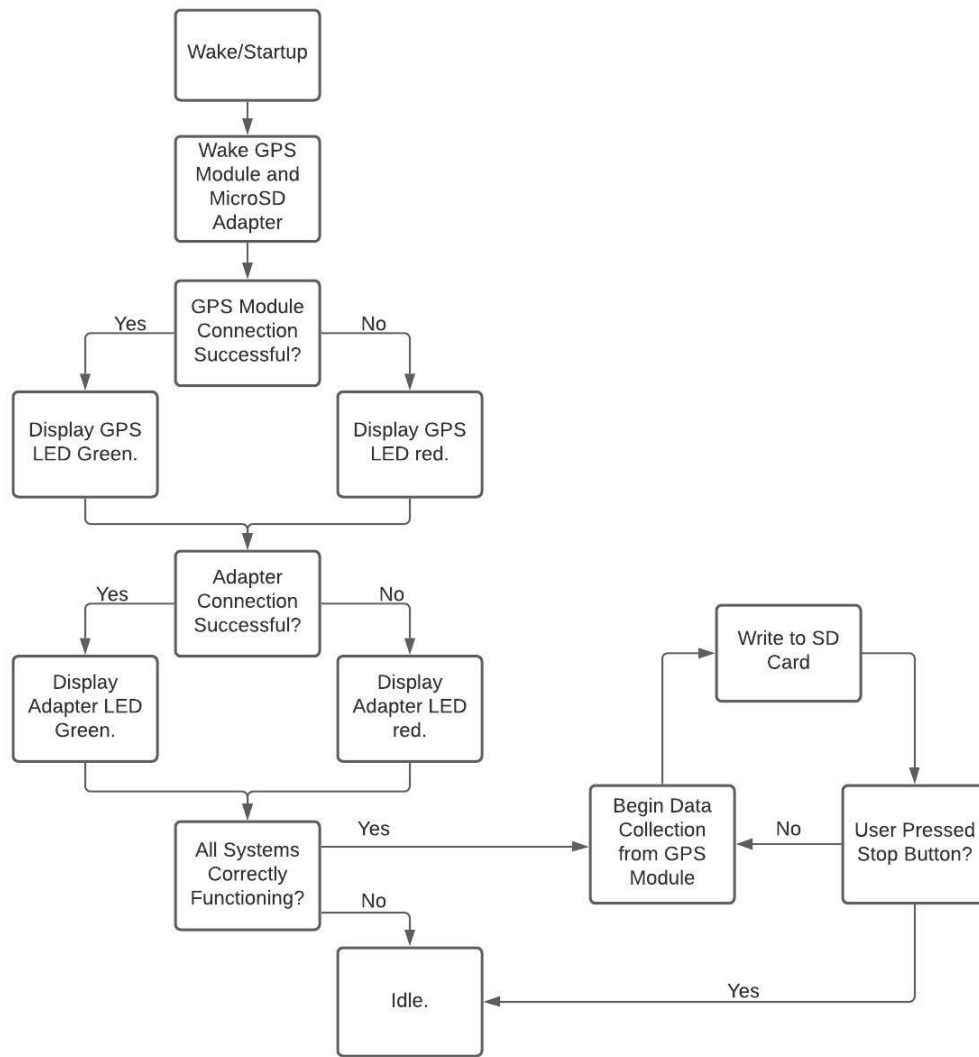 Wake/Startup
Wake GPS
Module and
MicroSD
Adapter
GPS Module
Connection
Successful?
Yes
No
Display GPS
LED Green.
Display GPS
LED red.
Adapter
Connection
Successful?
Yes
No
Display
Adapter LED
Green.
Display
Adapter LED
red.
All Systems
Correctly
Functioning?
Yes
No
Begin Data
Collection
from GPS
Module
Write to SD
Card
User Pressed
Stop Button?
No
Yes
Idle.